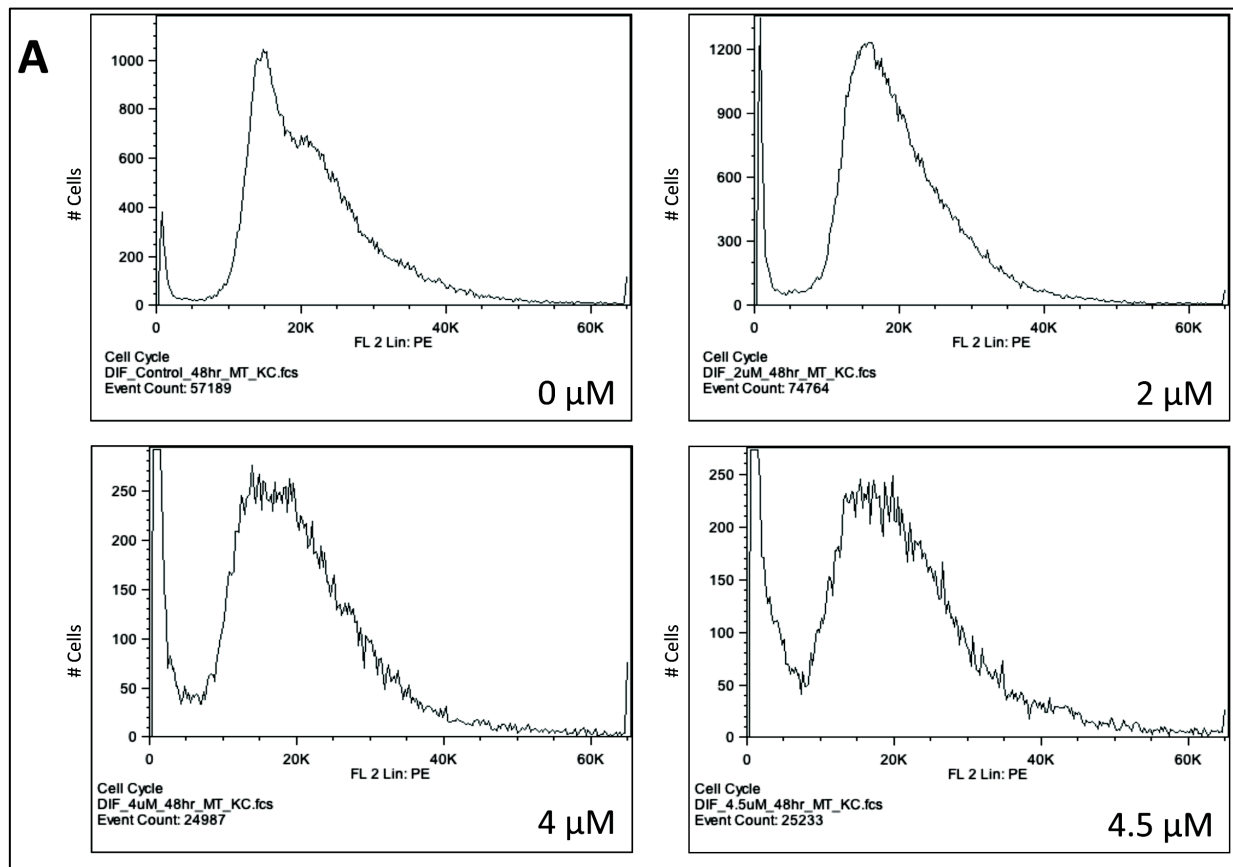 A
1000
800
600
400
200
0
# Cells
0 20K 40K 60K
FL 2 Lin: PE
Cell Cycle
DIF_Control_48hr_MT_KC.fcs
Event Count: 57189
0 µM
1200
900
600
300
0
# Cells
0 20K 40K 60K
FL 2 Lin: PE
Cell Cycle
DIF_2uM_48hr_MT_KC.fcs
Event Count: 74764
2 µM
250
200
150
100
50
0
# Cells
0 20K 40K 60K
FL 2 Lin: PE
Cell Cycle
DIF_4uM_48hr_MT_KC.fcs
Event Count: 24987
4 µM
250
200
150
100
50
0
# Cells
0 20K 40K 60K
FL 2 Lin: PE
Cell Cycle
DIF_4.5uM_48hr_MT_KC.fcs
Event Count: 25233
4.5 µM